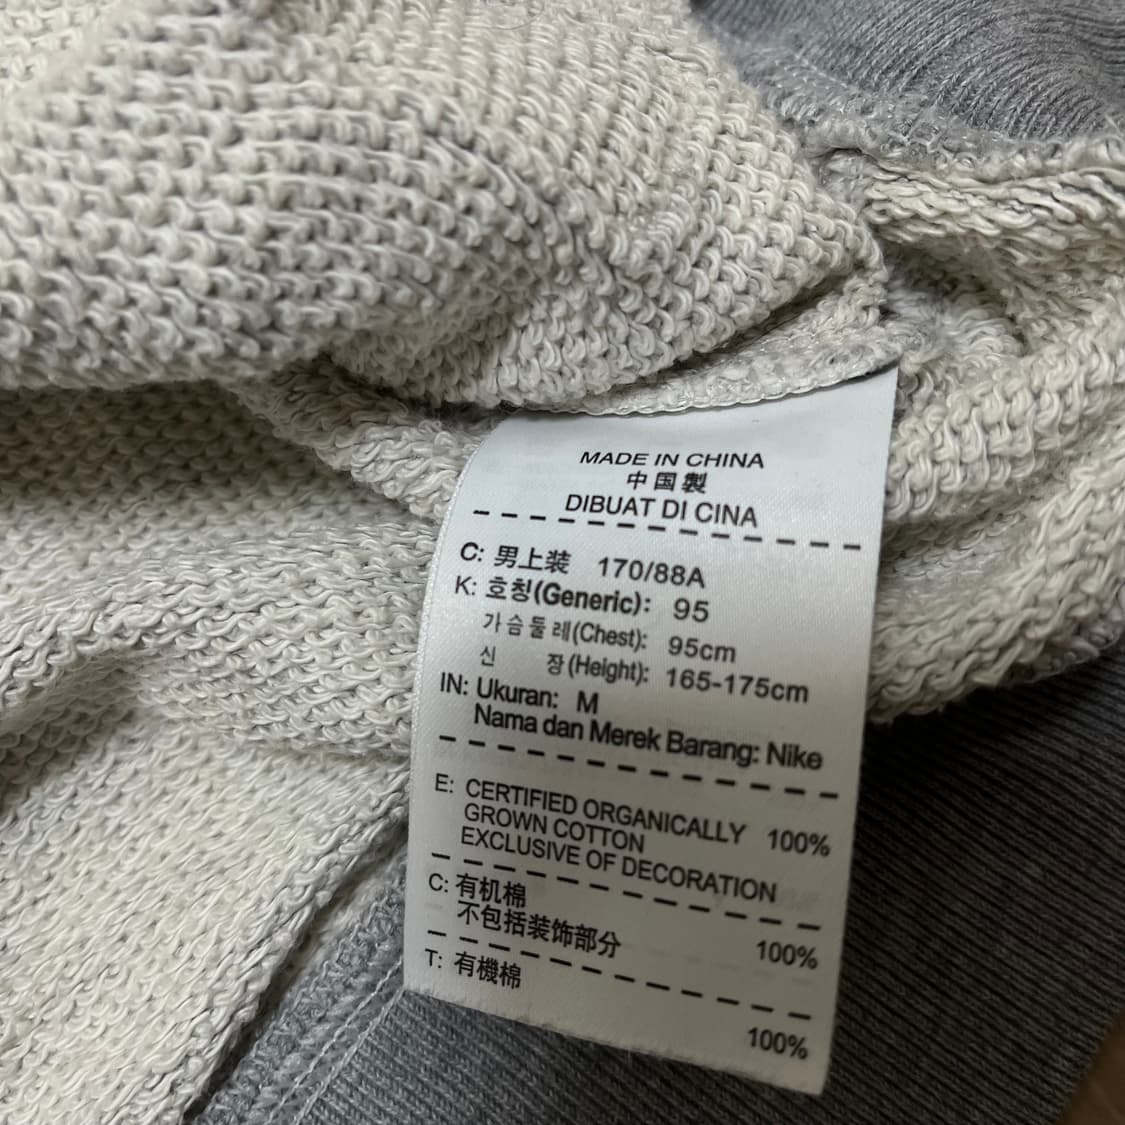 MADE IN CHINA
中国製
DIBUAT DI CINA
C: 男上装 170/88A
K: 호칭(Generic): 95
가슴둘레(Chest): 95cm
신 장(Height): 165-175cm
IN: Ukuran: M
Nama dan Merek Barang: Nike
E: CERTIFIED ORGANICALLY 100%
GROWN COTTON
EXCLUSIVE OF DECORATION
C: 有机棉
不包括装饰部分 100%
T: 有機棉
100%